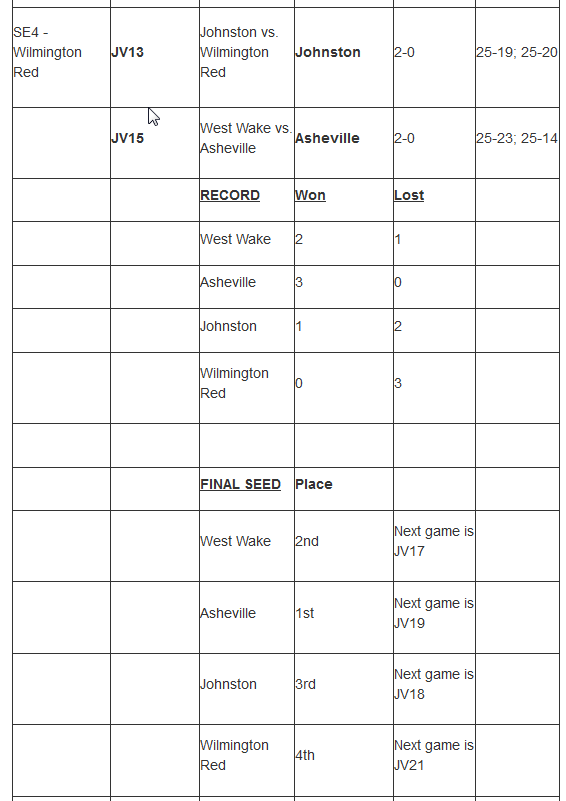 SE4 -
Wilmington
Red
JV13
Johnston vs.
Wilmington
Red
Johnston
2-0
25-19; 25-20
JV15
West Wake vs.
Asheville
Asheville
2-0
25-23; 25-14
RECORD
Won
Lost
West Wake
2
1
Asheville
3
0
Johnston
1
2
Wilmington
Red
0
3
FINAL SEED
Place
West Wake
2nd
Next game is
JV17
Asheville
1st
Next game is
JV19
Johnston
3rd
Next game is
JV18
Wilmington
Red
4th
Next game is
JV21